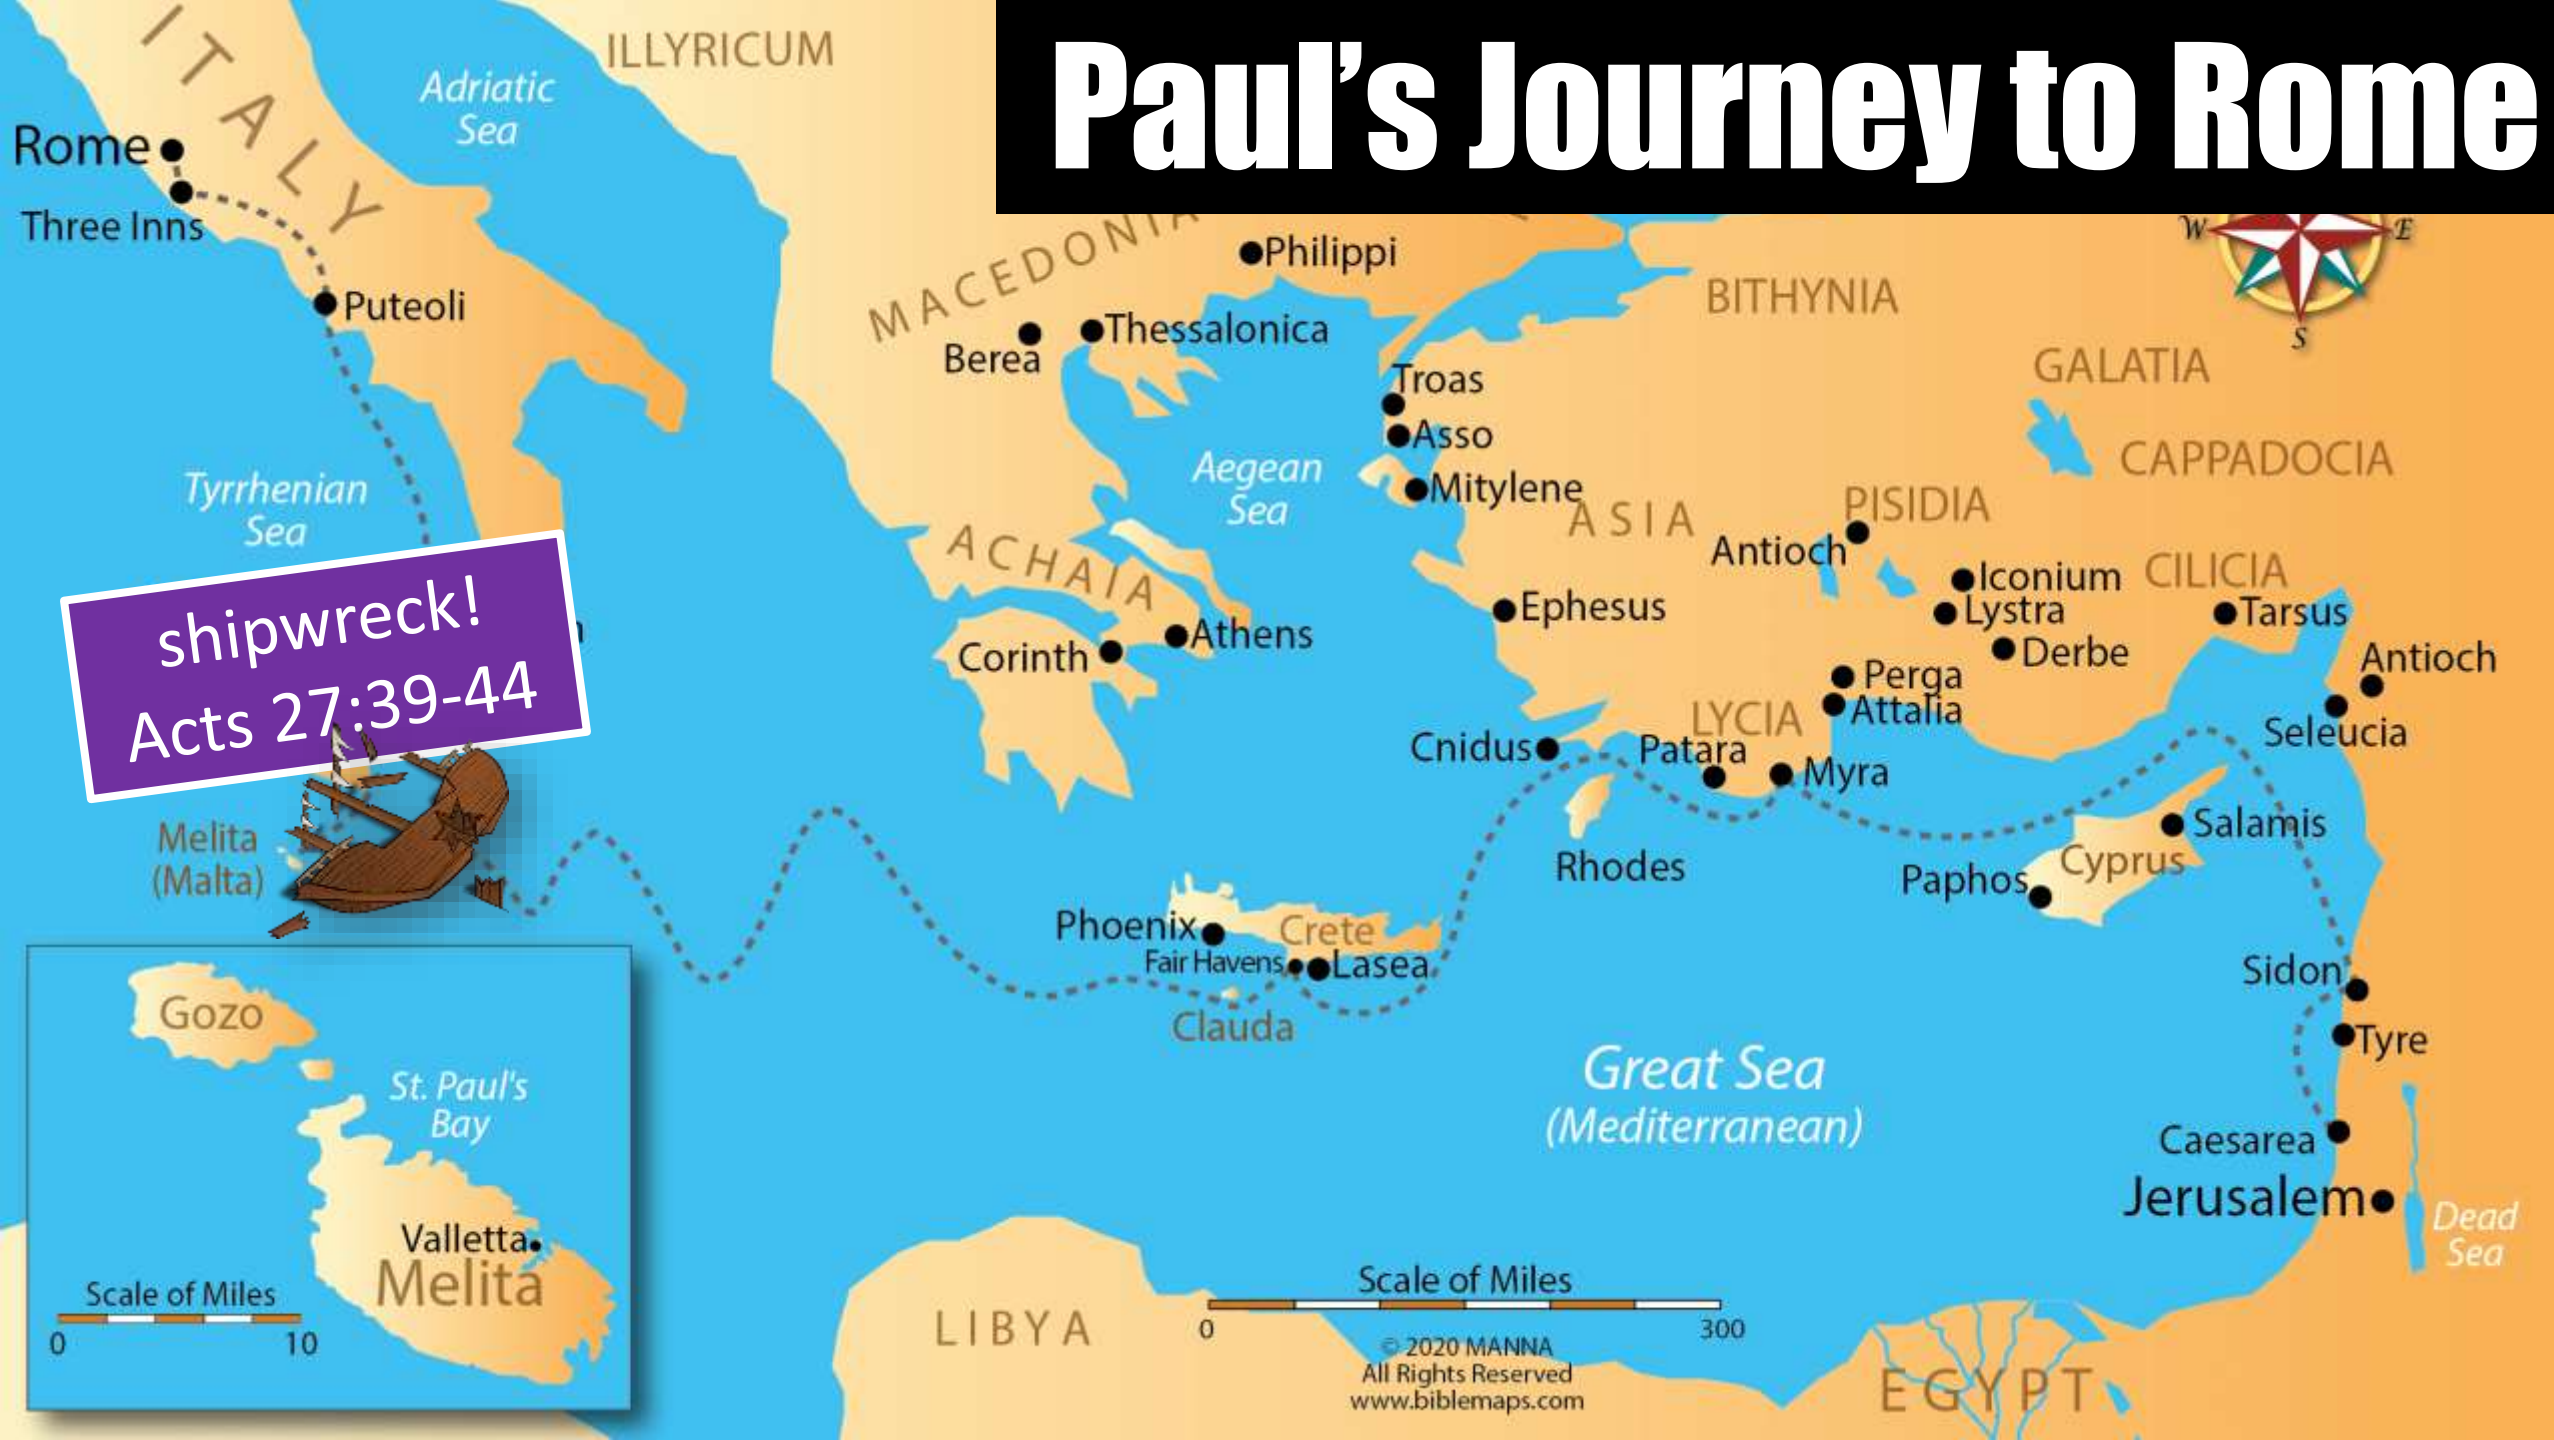 Paul's Journey to Rome
ITALY
Adriatic
Sea
ILLYRICUM
Rome
Three Inns
Puteoli
Tyrrhenian
Sea
shipwreck!
Acts 27:39-44
Melita
(Malta)
MACEDONIA
Philippi
Berea
Thessalonica
Aegean
Sea
ACHAIA
Corinth
Athens
Troas
Asso
Mitylene
ASIA
Ephesus
BITHYNIA
W
E
S
GALATIA
CAPPADOCIA
PISIDIA
Antioch
Iconium
Lystra
Derbe
CILICIA
Tarsus
Antioch
Seleucia
Perga
Attalia
LYCIA
Cnidus
Patara
Myra
Rhodes
Salamis
Cyprus
Paphos
Phoenix
Crete
Fair Havens
Lasea
Clauda
Sidon
Tyre
Great Sea
(Mediterranean)
Caesarea
Jerusalem
Dead
Sea
Gozo
St. Paul's
Bay
Valletta
Melita
Scale of Miles
0 10
LIBYA
Scale of Miles
0 300
© 2020 MANNA
All Rights Reserved
www.biblemaps.com
EGYPT